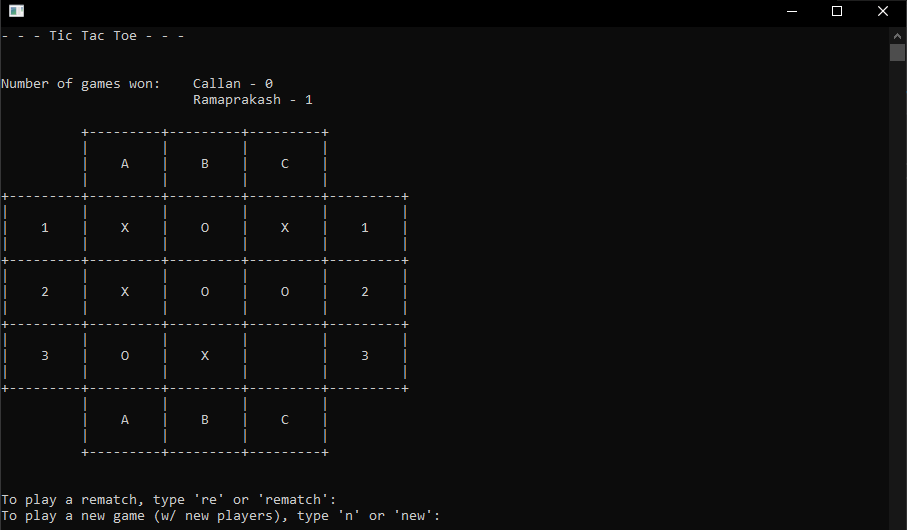 - - - Tic Tac Toe - - -
Number of games won:    Callan - 0
                        Ramaprakash - 1
          +---------+---------+---------+
          |         |         |         |
          |    A    |    B    |    C    |
          |         |         |         |
+---------+---------+---------+---------+---------+
|         |         |         |         |         |
|    1    |    X    |    O    |    X    |    1    |
|         |         |         |         |         |
+---------+---------+---------+---------+---------+
|         |         |         |         |         |
|    2    |    X    |    O    |    O    |    2    |
|         |         |         |         |         |
+---------+---------+---------+---------+---------+
|         |         |         |         |         |
|    3    |    O    |    X    |         |    3    |
|         |         |         |         |         |
+---------+---------+---------+---------+---------+
          |         |         |         |
          |    A    |    B    |    C    |
          |         |         |         |
          +---------+---------+---------+
To play a rematch, type 're' or 'rematch':
To play a new game (w/ new players), type 'n' or 'new':